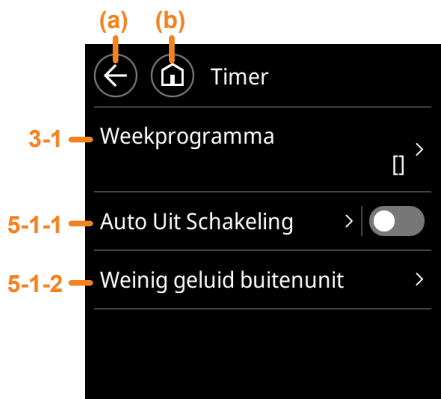 (a) (b)
Timer
3-1 Weekprogramma
[]
5-1-1 Auto Uit Schakeling
5-1-2 Weinig geluid buitenunit